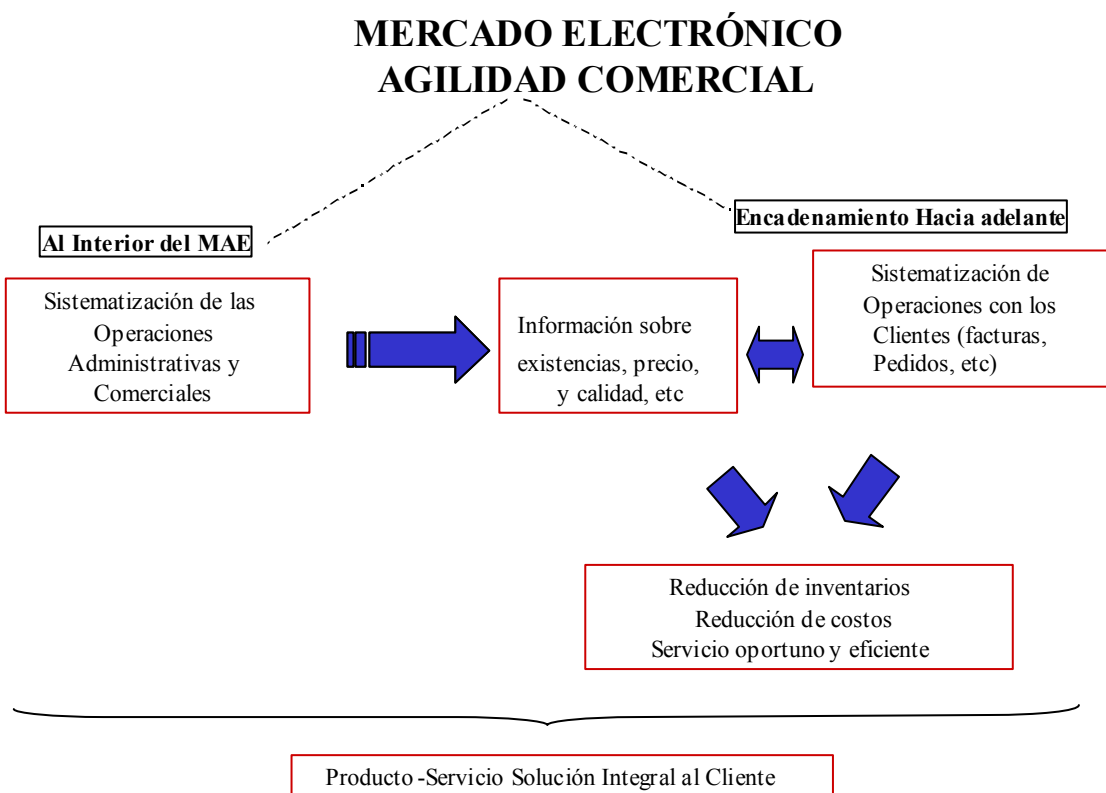 MERCADO ELECTRÓNICO
AGILIDAD COMERCIAL
Al Interior del MAE
Encadenamiento Hacia adelante
Sistematización de las
Operaciones
Administrativas y
Comerciales
Información sobre
existencias, precio,
y calidad, etc
Sistematización de
Operaciones con los
Clientes (facturas,
Pedidos, etc)
Reducción de inventarios
Reducción de costos
Servicio oportuno y eficiente
Producto -Servicio Solución Integral al Cliente